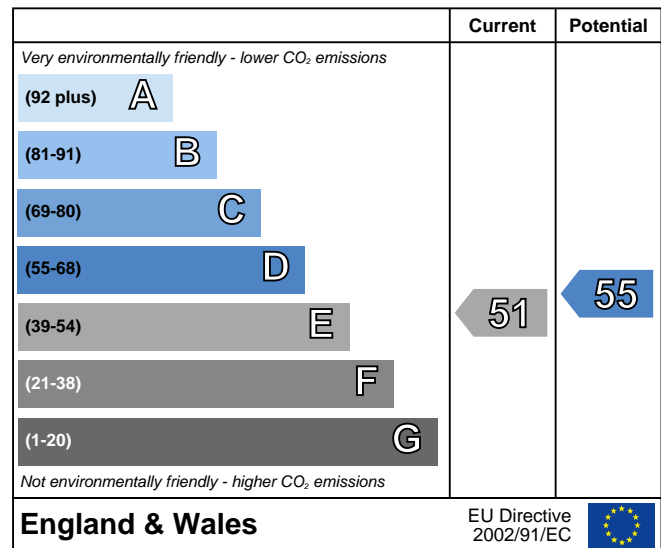 Current Potential
Very environmentally friendly - lower CO₂ emissions
(92 plus) A
(81-91) B
(69-80) C
(55-68) D
(39-54) E
51
55
(21-38) F
(1-20) G
Not environmentally friendly - higher CO₂ emissions
England & Wales
EU Directive
2002/91/EC